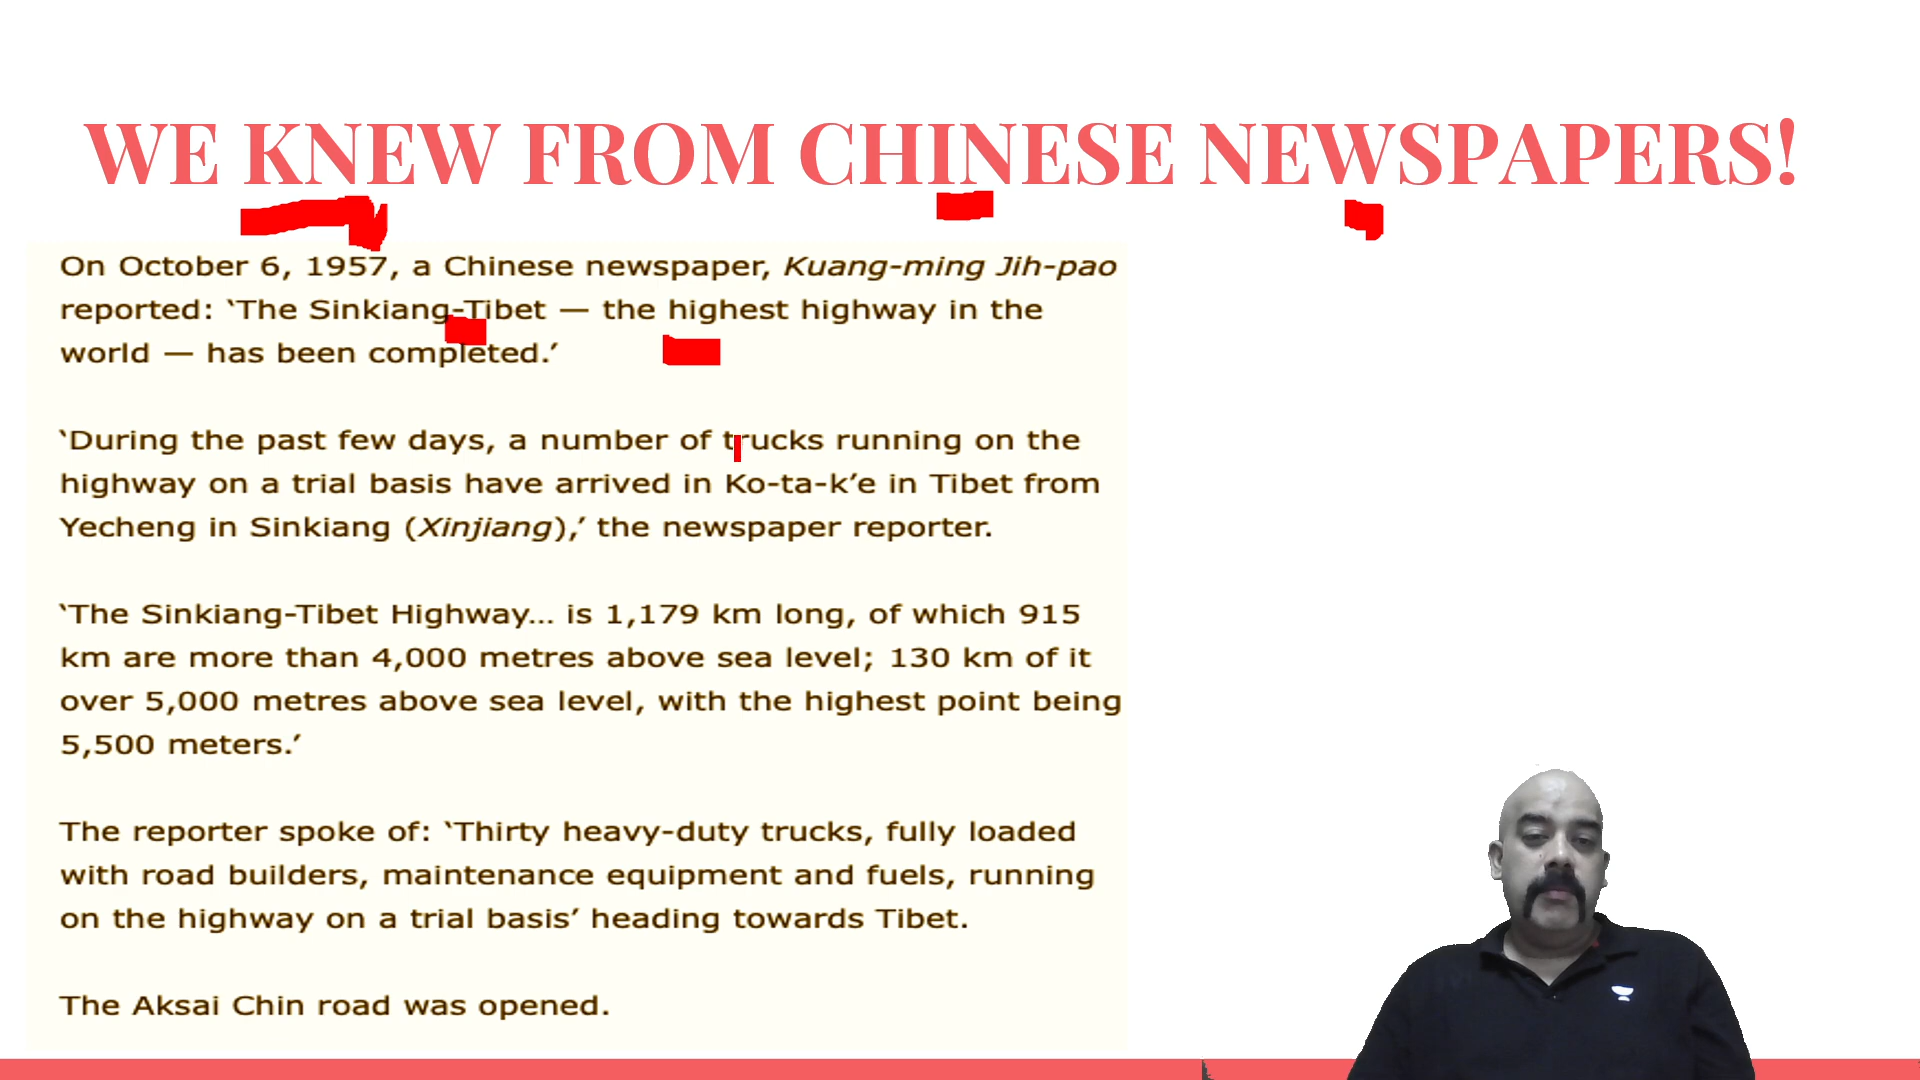 WE KNEW FROM CHINESE NEWSPAPERS!
On October 6, 1957, a Chinese newspaper, Kuang-ming Jih-pao
reported: ‘The Sinkiang-Tibet — the highest highway in the
world — has been completed.’
‘During the past few days, a number of trucks running on the
highway on a trial basis have arrived in Ko-ta-k’e in Tibet from
Yecheng in Sinkiang (Xinjiang),’ the newspaper reporter.
‘The Sinkiang-Tibet Highway... is 1,179 km long, of which 915
km are more than 4,000 metres above sea level; 130 km of it
over 5,000 metres above sea level, with the highest point being
5,500 meters.’
The reporter spoke of: ‘Thirty heavy-duty trucks, fully loaded
with road builders, maintenance equipment and fuels, running
on the highway on a trial basis’ heading towards Tibet.
The Aksai Chin road was opened.